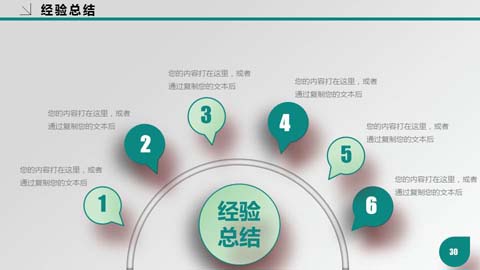 经验总结
您的内容打在这里，或者
通过复制您的文本后
1
您的内容打在这里，或者
通过复制您的文本后
2
您的内容打在这里，或者
通过复制您的文本后
3
您的内容打在这里，或者
通过复制您的文本后
4
您的内容打在这里，或者
通过复制您的文本后
5
您的内容打在这里，或者
通过复制您的文本后
6
经验
总结
30